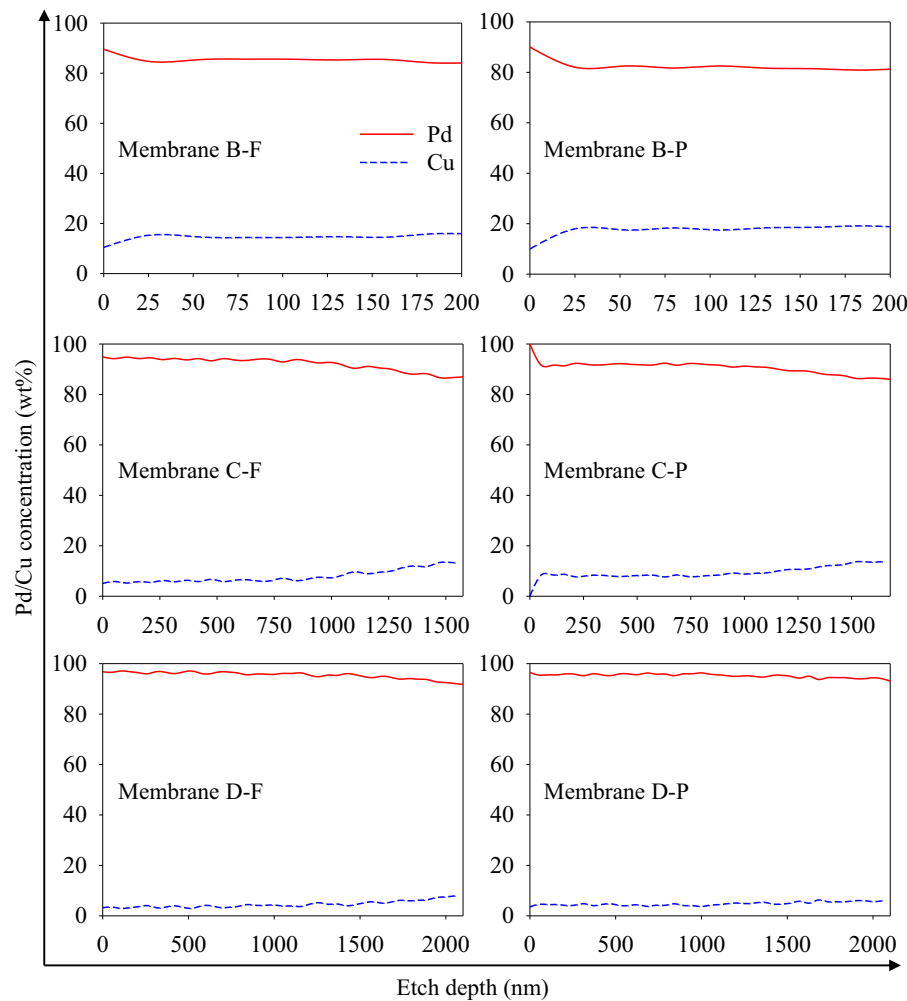 Pd/Cu concentration (wt%)
100
80
60
40
20
0
Membrane B-F
Pd
Cu
0 25 50 75 100 125 150 175 200
100
80
60
40
20
0
Membrane B-P
0 25 50 75 100 125 150 175 200
100
80
60
40
20
0
Membrane C-F
0 250 500 750 1000 1250 1500
100
80
60
40
20
0
Membrane C-P
0 250 500 750 1000 1250 1500
100
80
60
40
20
0
Membrane D-F
0 500 1000 1500 2000
100
80
60
40
20
0
Membrane D-P
0 500 1000 1500 2000
Etch depth (nm)